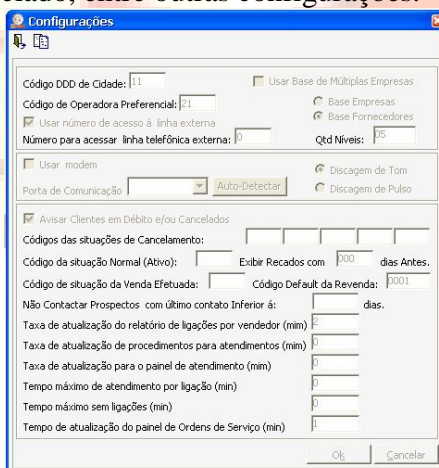 elado, entre outras configurações.
Configurações
Código DDD de Cidade: 11
Usar Base de Múltiplas Empresas
Código de Operadora Preferencial: 21
Base Empresas
Usar número de acesso á linha externa
Base Fornecedores
Número para acessar linha telefônica externa: 0
Qtd Níveis: 05
Usar modem
Discagem de Tom
Porta de Comunicação
Auto-Detectar
Discagem de Pulso
Avisar Clientes em Débito e/ou Cancelados
Códigos das situações de Cancelamento:
Código da situação Normal (Ativo):
Exibir Recados com 000 dias Antes.
Código de situação da Venda Efetuada:
Código Default da Revenda: 0001
Não Contactar Prospectos com último contato Inferior á: dias.
Taxa de atualização do relatório de ligações por vendedor (mim) 2
Taxa de atualização de procedimentos para atendimentos (mim) 0
Taxa de atualização para o painel de atendimento (mim) 0
Tempo máximo de atendimento por ligação (min) 0
Tempo máximo sem ligações (min) 0
Tempo de atualização do painel de Ordens de Serviço (min) 1
Ok Cancelar